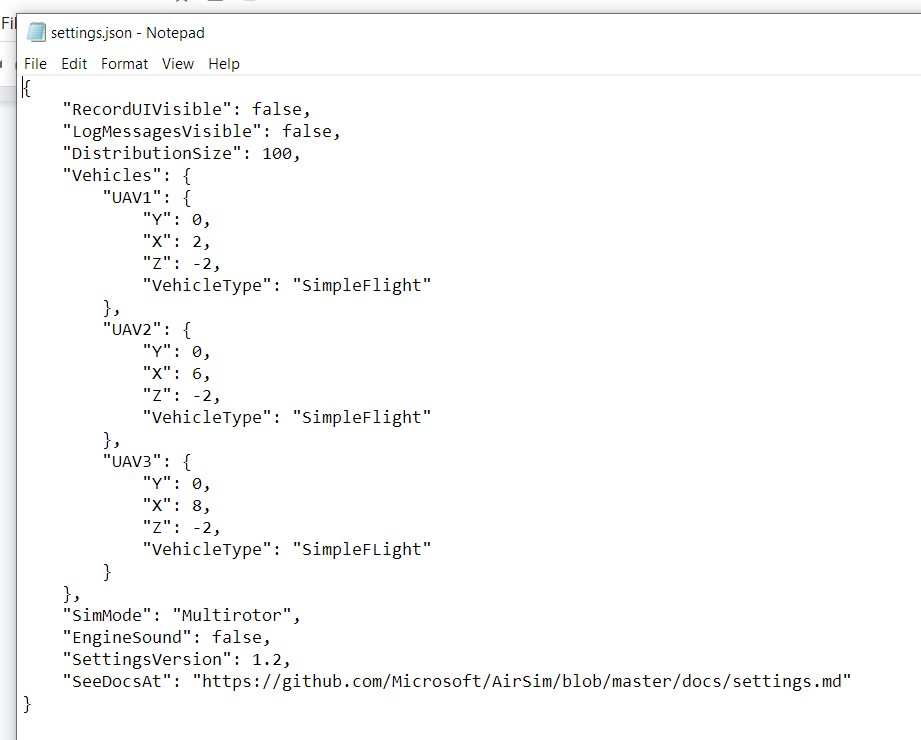 Fil
settings.json - Notepad
File Edit Format View Help
{
    "RecordUIVisible": false,
    "LogMessagesVisible": false,
    "DistributionSize": 100,
    "Vehicles": {
        "UAV1": {
            "Y": 0,
            "X": 2,
            "Z": -2,
            "VehicleType": "SimpleFlight"
        },
        "UAV2": {
            "Y": 0,
            "X": 6,
            "Z": -2,
            "VehicleType": "SimpleFlight"
        },
        "UAV3": {
            "Y": 0,
            "X": 8,
            "Z": -2,
            "VehicleType": "SimpleFLight"
        }
    },
    "SimMode": "Multirotor",
    "EngineSound": false,
    "SettingsVersion": 1.2,
    "SeeDocsAt": "https://github.com/Microsoft/AirSim/blob/master/docs/settings.md"
}